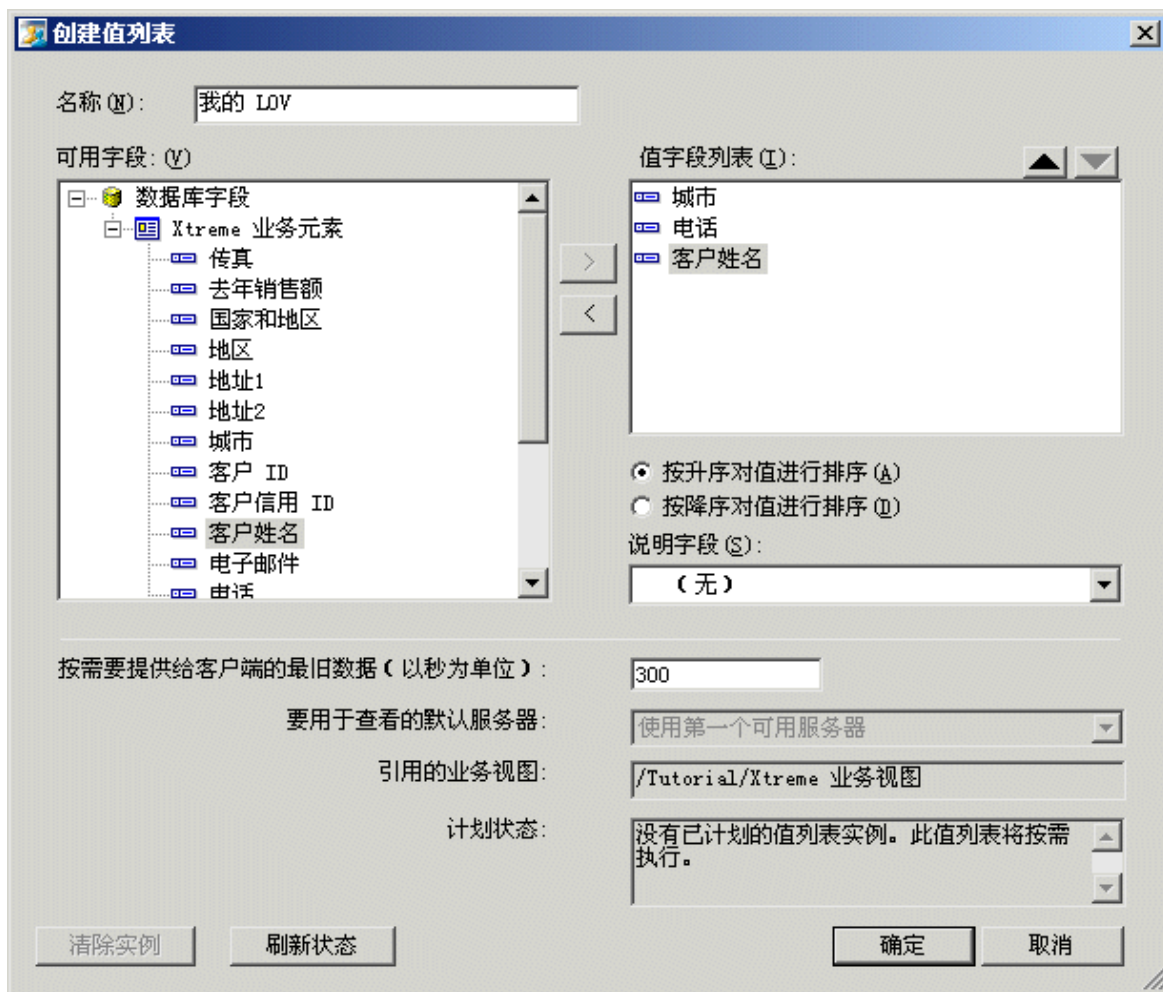 创建值列表
名称(N):
我的 LOV
可用字段:(V)
值字段列表(I):
数据库字段
Xtreme 业务元素
传真
去年销售额
国家和地区
地区
地址1
地址2
城市
客户 ID
客户信用 ID
客户姓名
电子邮件
电话
>
<
城市
电话
客户姓名
按升序对值进行排序(A)
按降序对值进行排序(D)
说明字段(S):
(无)
按需要提供给客户端的最旧数据(以秒为单位):
300
要用于查看的默认服务器:
使用第一个可用服务器
引用的业务视图:
/Tutorial/Xtreme 业务视图
计划状态:
没有已计划的值列表实例。此值列表将按需
执行。
清除实例
刷新状态
确定
取消